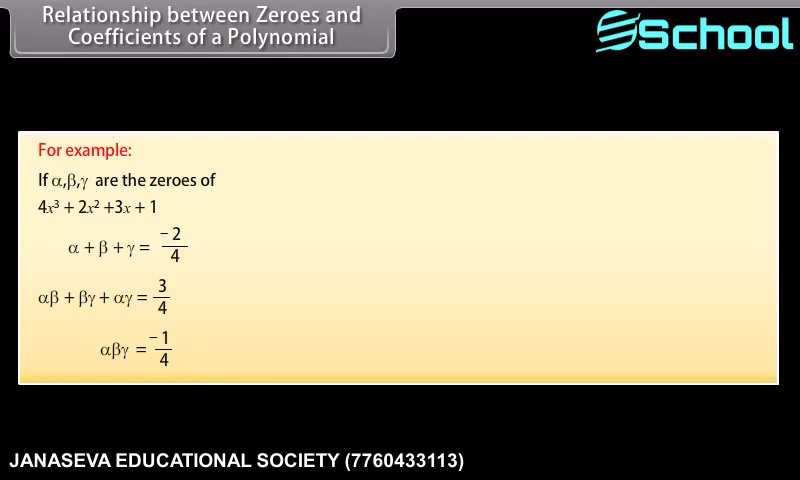 Relationship between Zeroes and
Coefficients of a Polynomial
School
For example:
If α,β,γ are the zeroes of
4x³ + 2x² +3x + 1
α + β + γ = −2/4
αβ + βγ + αγ = 3/4
αβγ = −1/4
JANASEVA EDUCATIONAL SOCIETY (7760433113)